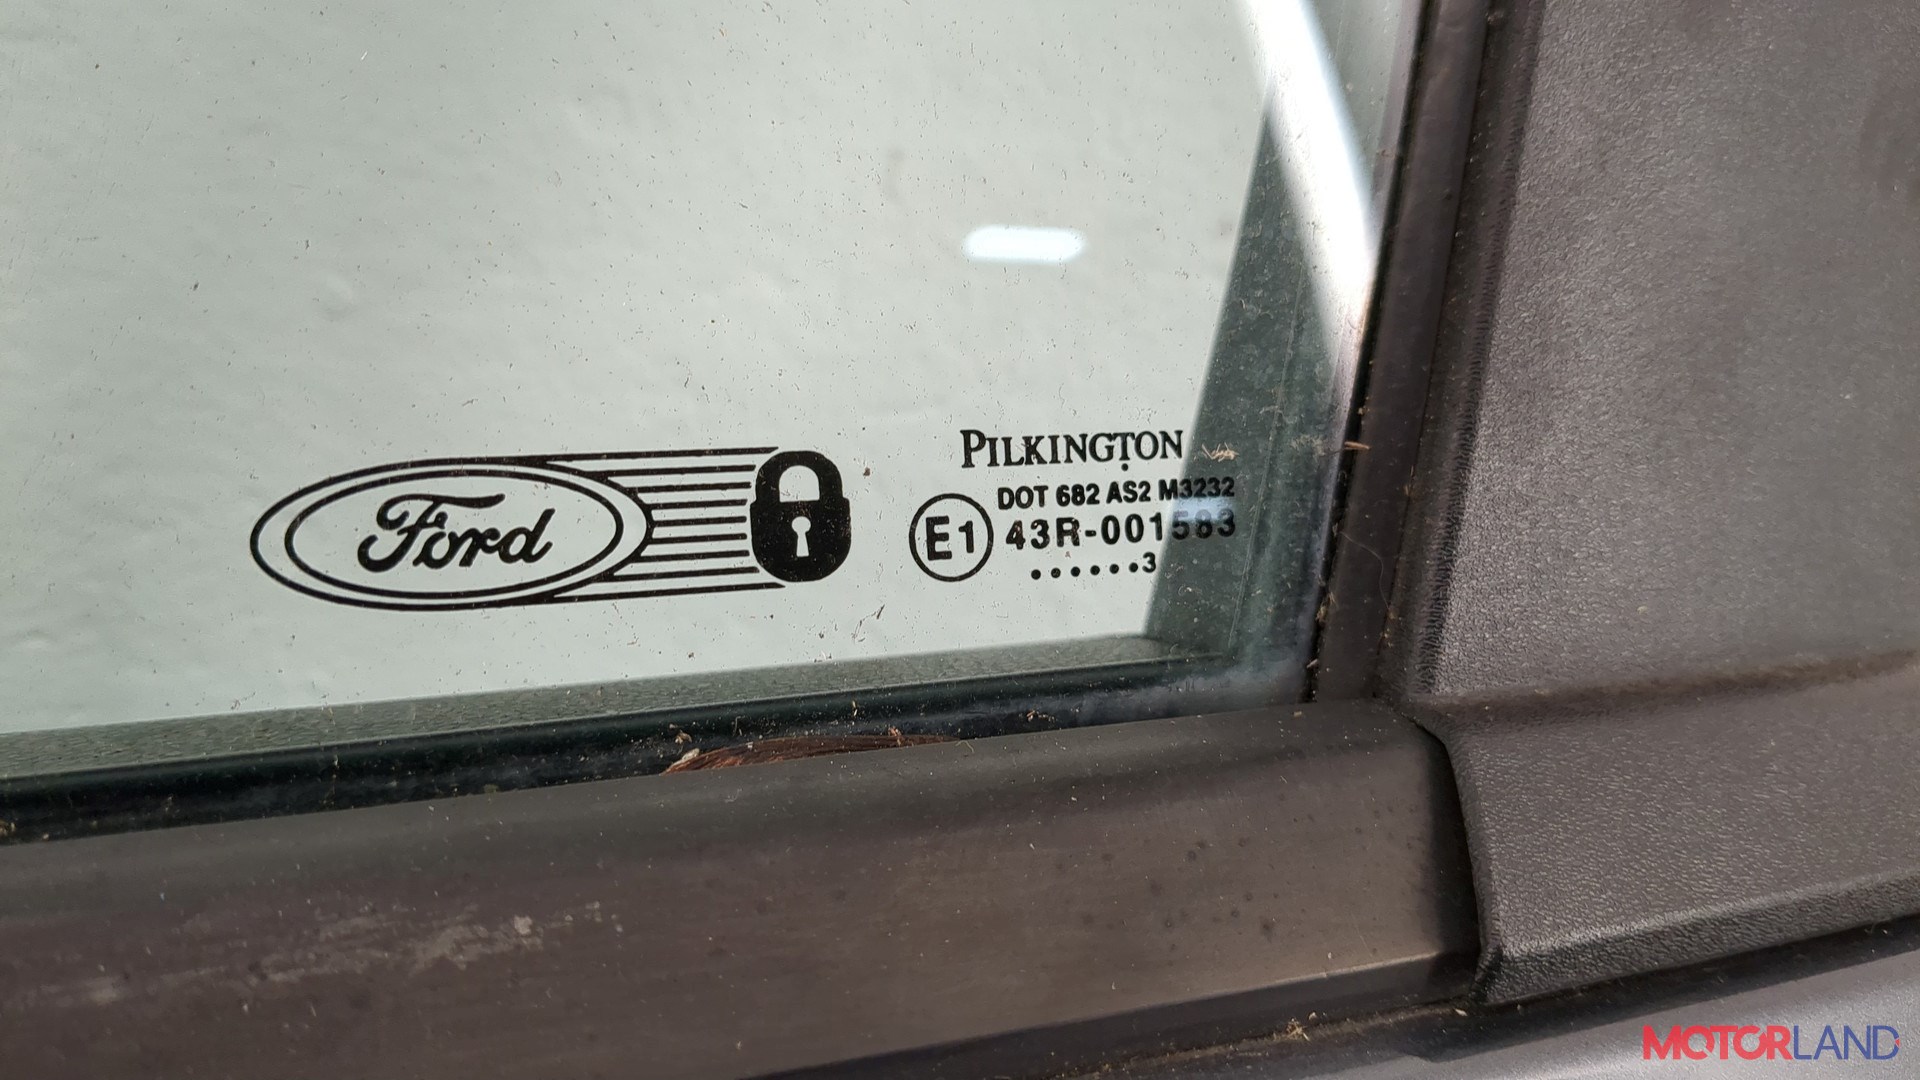 Ford
PILKINGTON
DOT 682 AS2 M3232
E1 43R-001583
......3
MOTORLAND